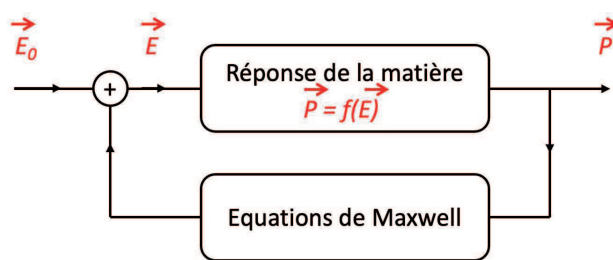 E₀
E
P
+
Réponse de la matière
P = f(E)
Equations de Maxwell